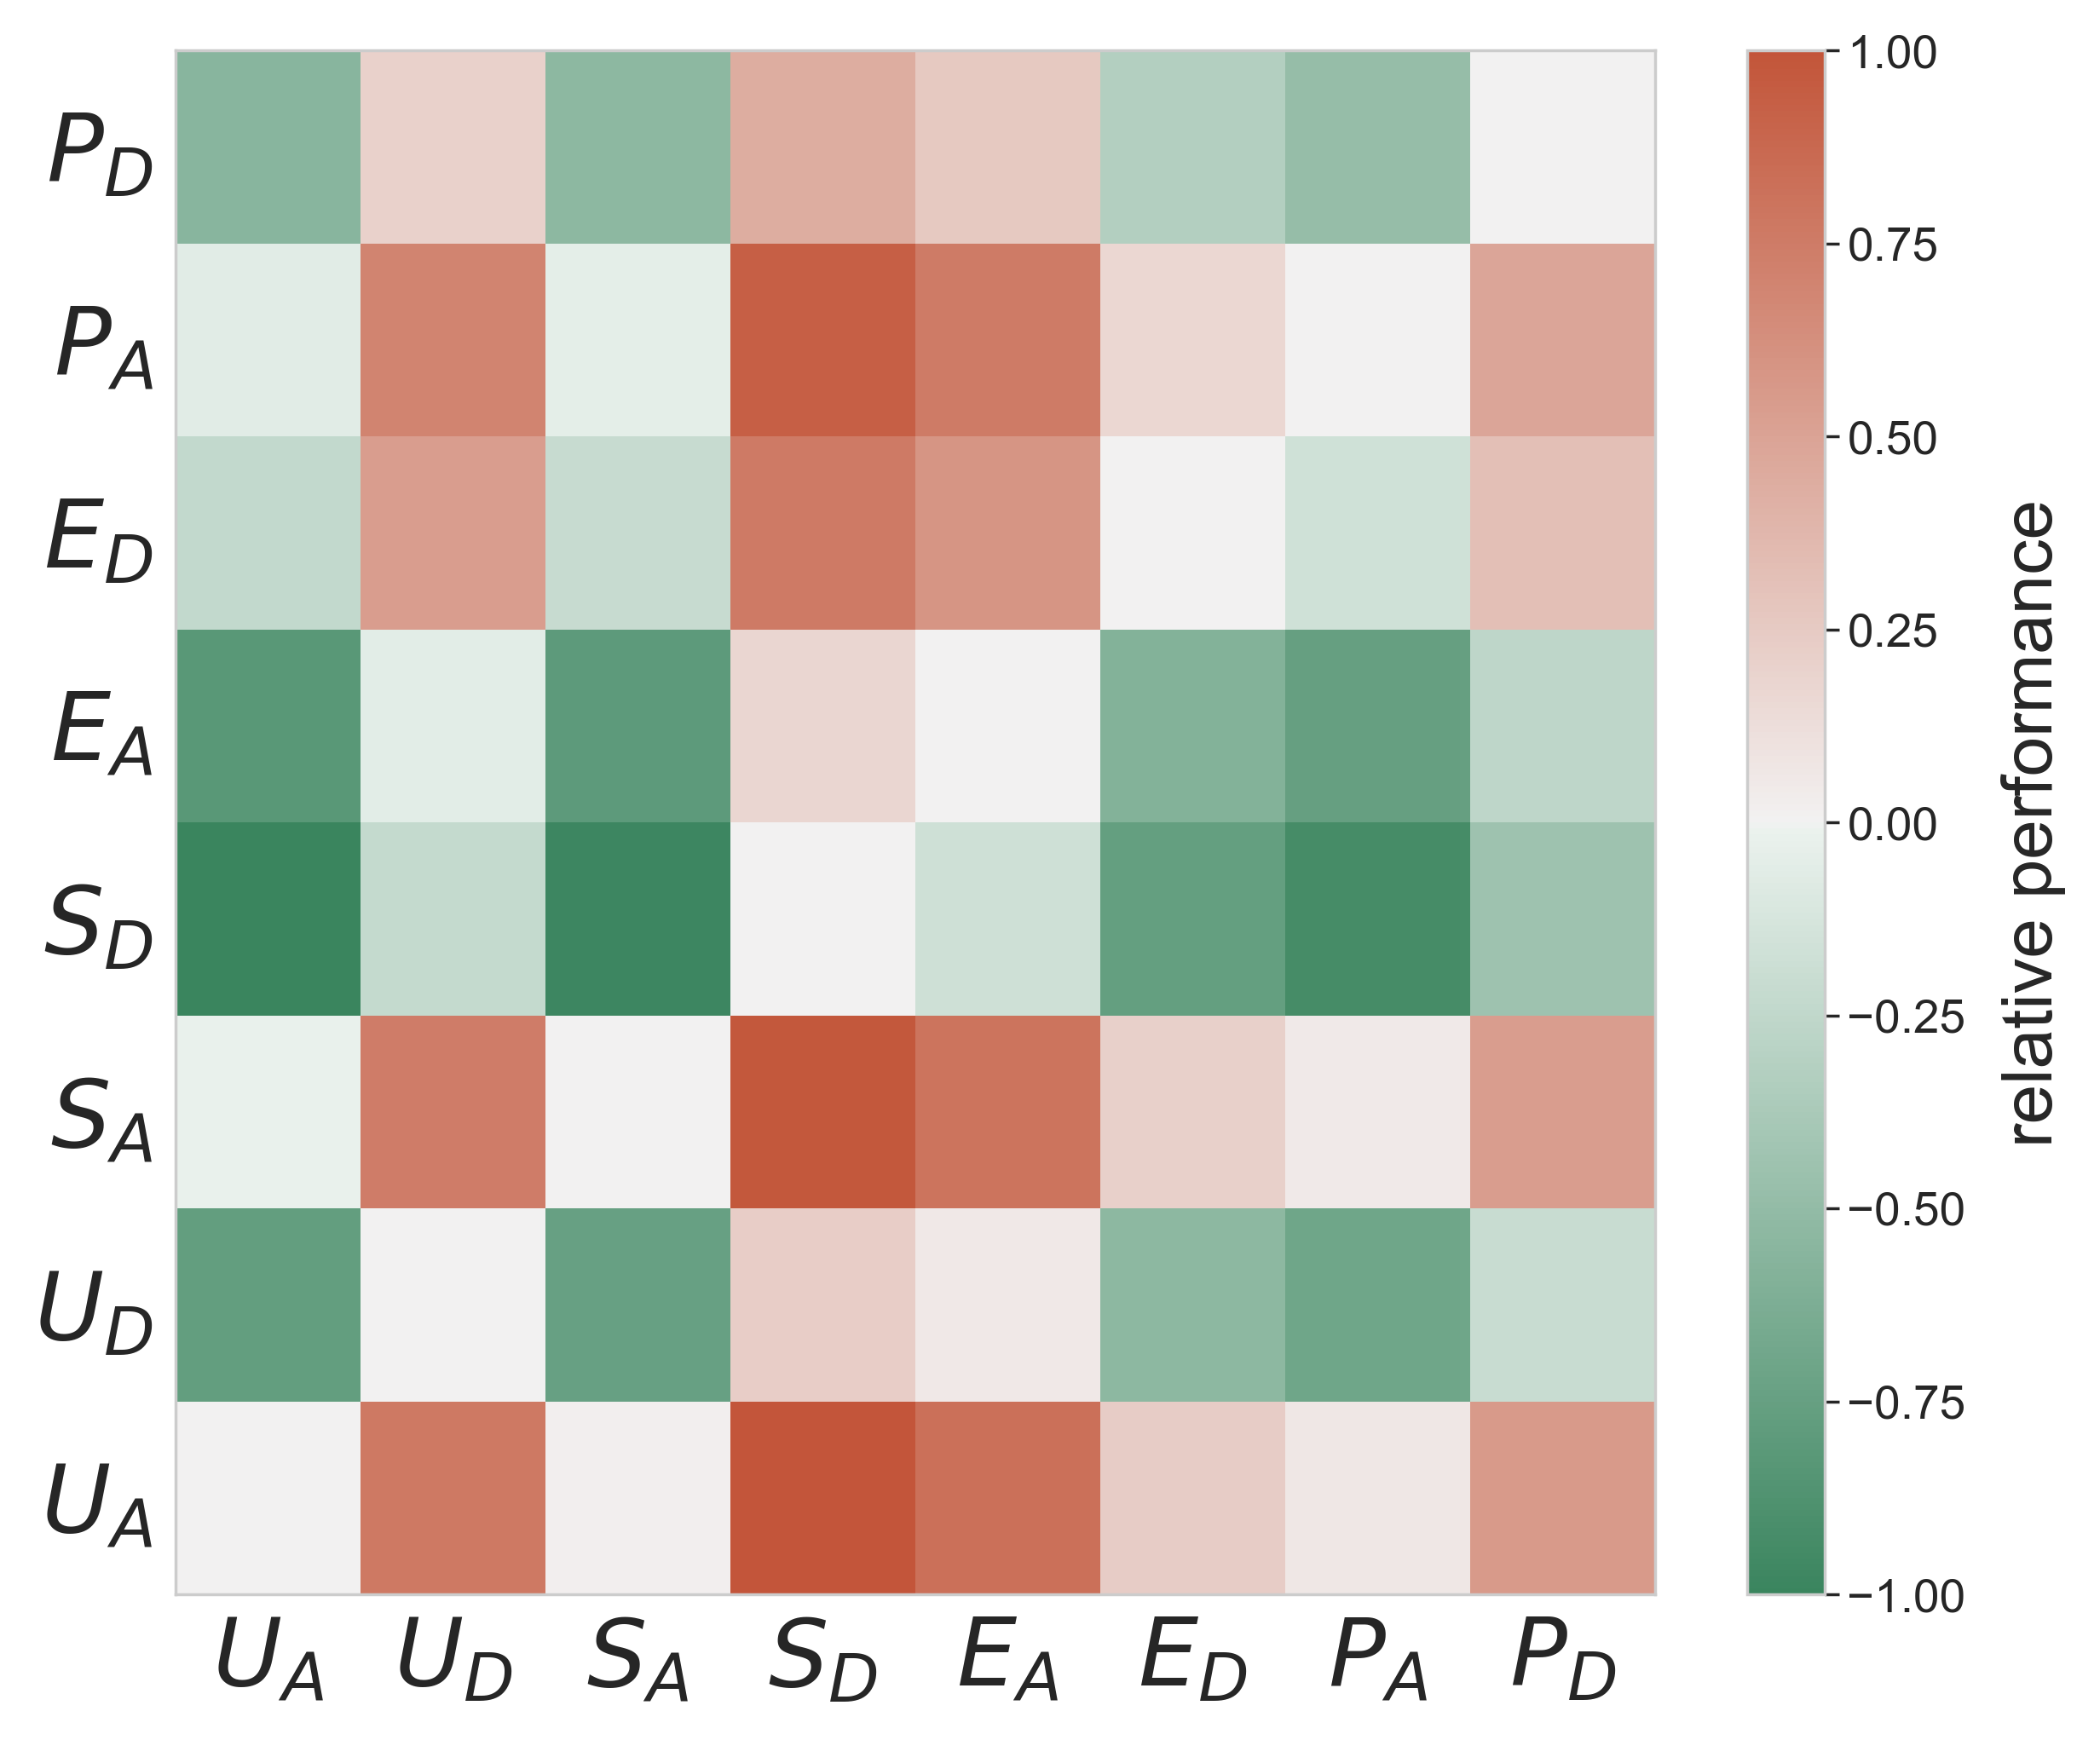 P_D
P_A
E_D
E_A
S_D
S_A
U_D
U_A
U_A U_D S_A S_D E_A E_D P_A P_D
1.00
0.75
0.50
0.25
0.00
−0.25
−0.50
−0.75
−1.00
relative performance